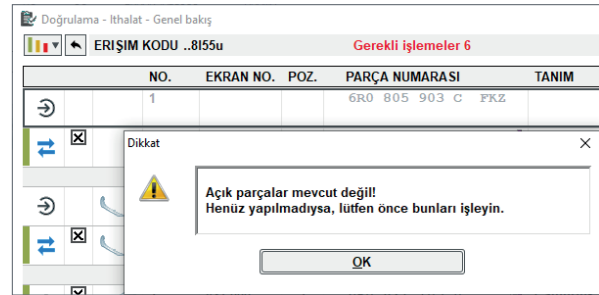 Doğrulama - Ithalat - Genel bakış
ERIŞIM KODU ..8I55u Gerekli işlemeler 6
NO. EKRAN NO. POZ. PARÇA NUMARASI TANIM
1 6R0 805 903 C FKZ
Dikkat
Açık parçalar mevcut değil!
Henüz yapılmadıysa, lütfen önce bunları işleyin.
OK